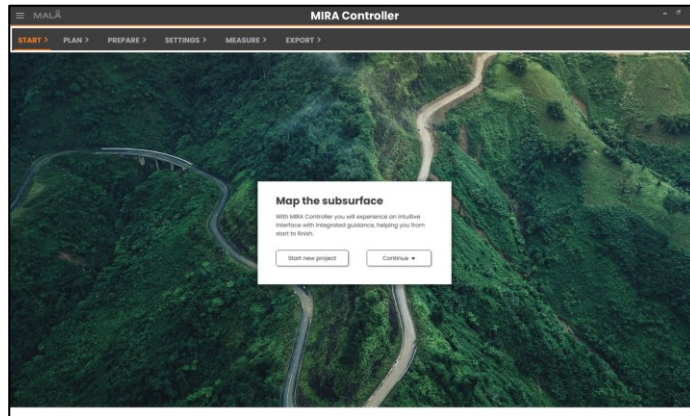 MALÅ
MIRA Controller
START > PLAN > PREPARE > SETTINGS > MEASURE > EXPORT >
Map the subsurface
With MIRA Controller you will experience an intuitive
interface with integrated guidance, helping you from
start to finish.
Start new project
Continue